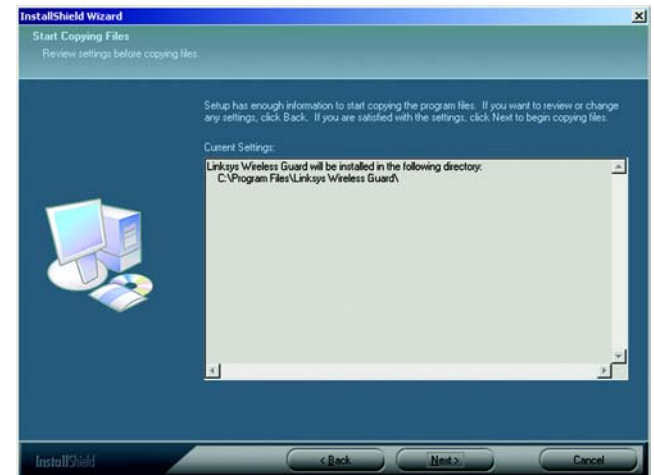 InstallShield Wizard
Start Copying Files
Review settings before copying files.
Setup has enough information to start copying the program files. If you want to review or change
any settings, click Back. If you are satisfied with the settings, click Next to begin copying files.
Current Settings:
Linksys Wireless Guard will be installed in the following directory:
C:\Program Files\Linksys Wireless Guard\
InstallShield
< Back
Next >
Cancel